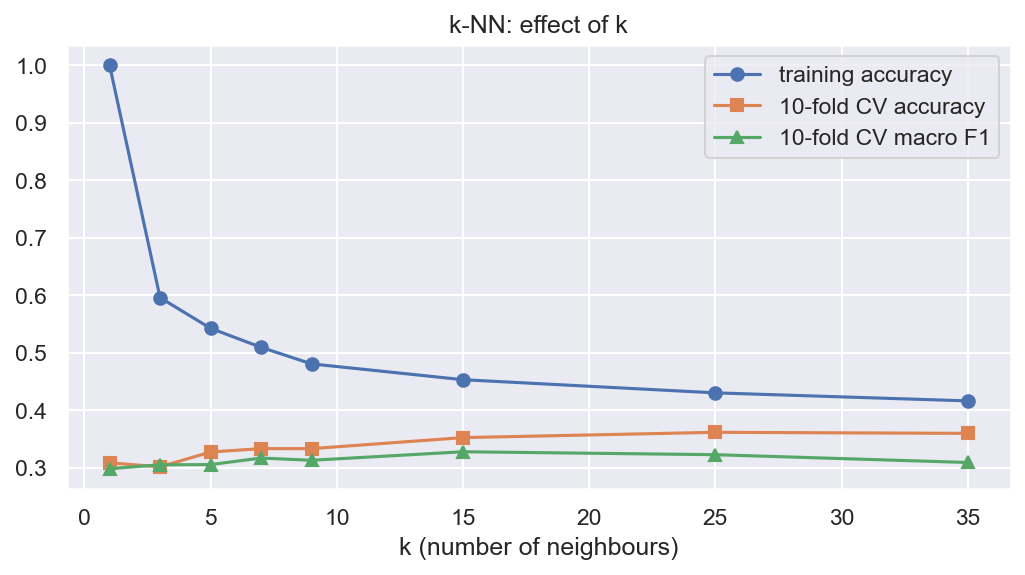 k-NN: effect of k
training accuracy
10-fold CV accuracy
10-fold CV macro F1
1.0
0.9
0.8
0.7
0.6
0.5
0.4
0.3
0 5 10 15 20 25 30 35
k (number of neighbours)